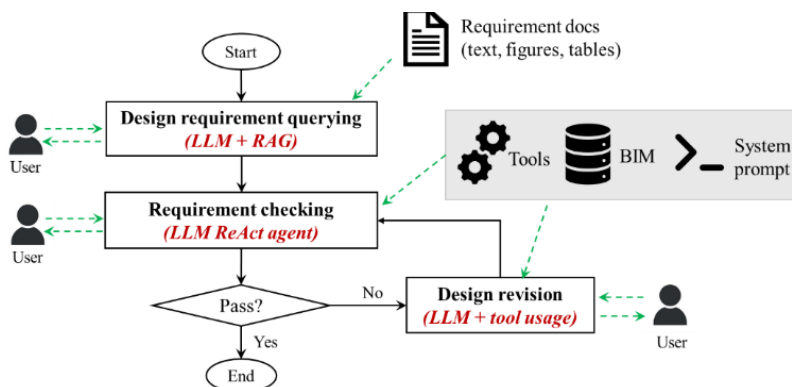 Start
Requirement docs
(text, figures, tables)
Design requirement querying
(LLM + RAG)
User
Tools
BIM
System
prompt
Requirement checking
(LLM ReAct agent)
User
Pass?
No
Design revision
(LLM + tool usage)
User
Yes
End